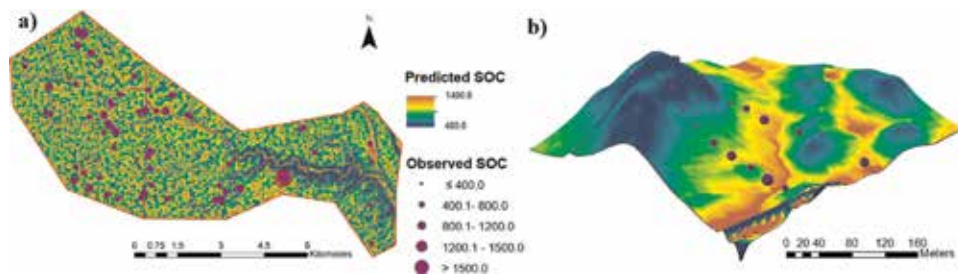 a)
N
Predicted SOC
1400.0
400.0
Observed SOC
≤ 400.0
400.1- 800.0
800.1- 1200.0
1200.1 - 1500.0
> 1500.0
0 0.75 1.5 3 4.5 6
Kilometers
b)
0 20 40 80 120 160
Meters